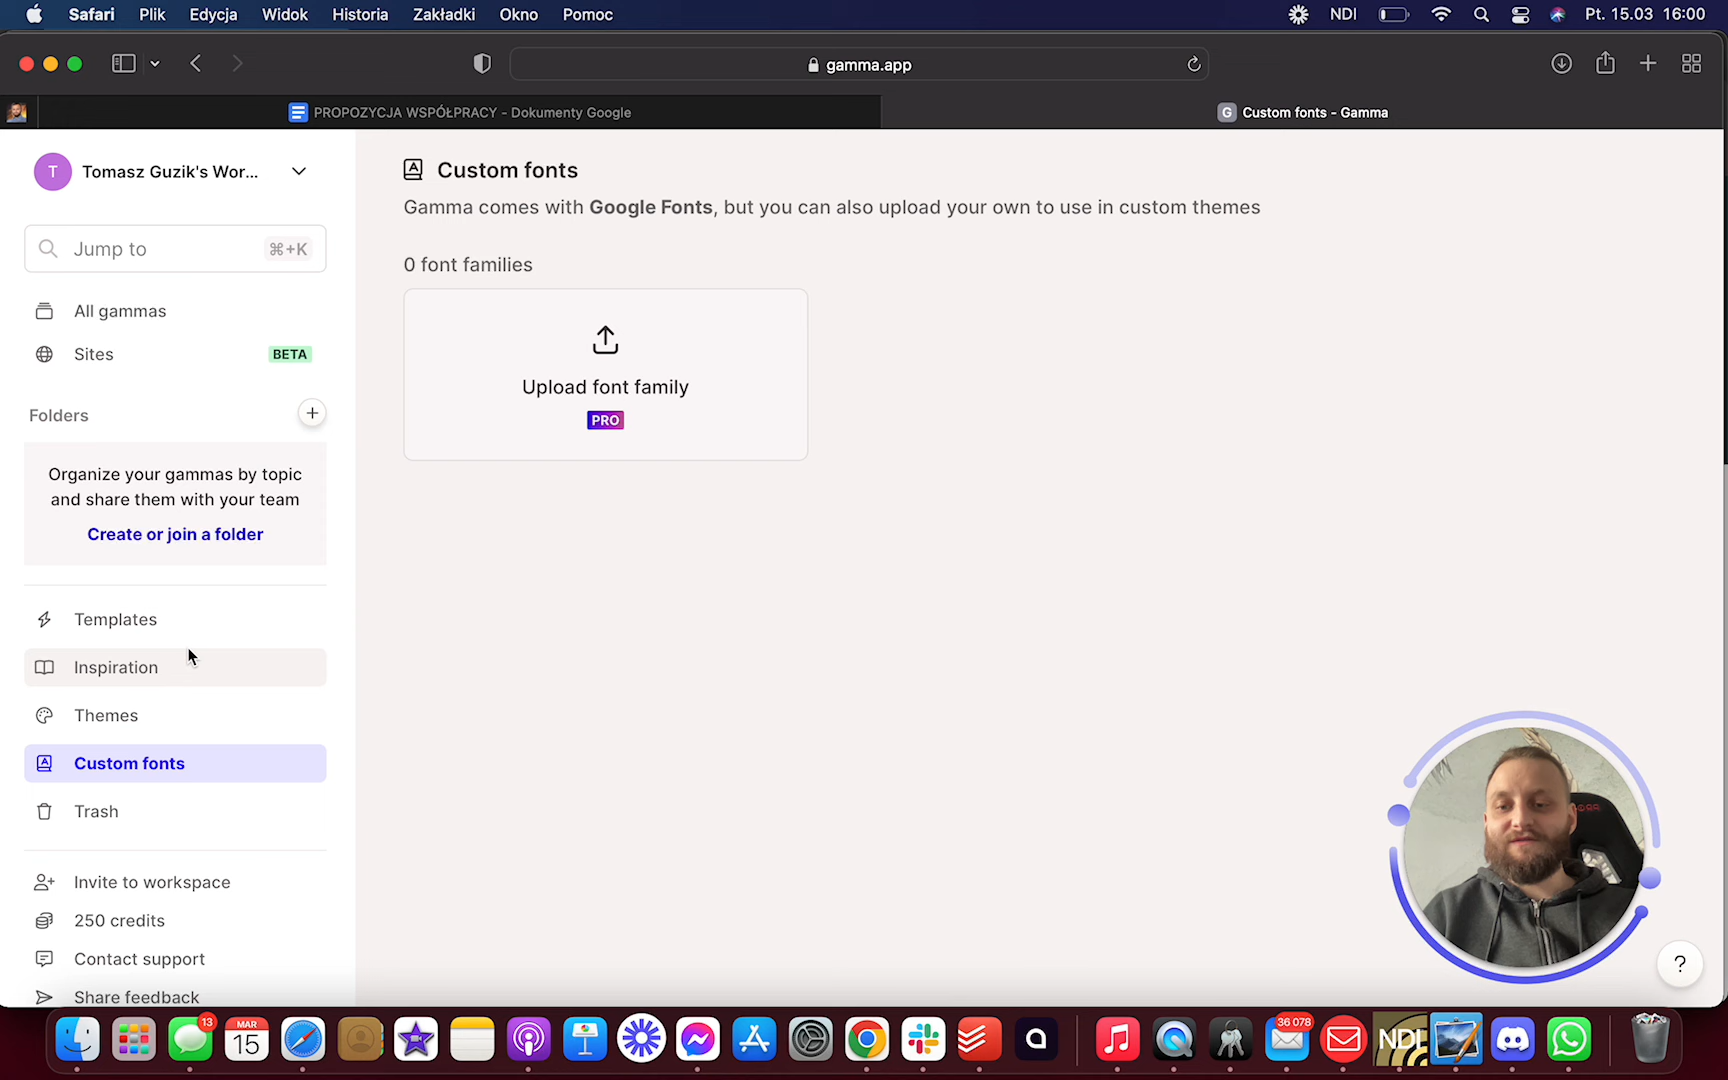 Safari Plik Edycja Widok Historia Zakładki Okno Pomoc NDI Pt. 15.03 16:00
gamma.app
PROPOZYCJA WSPÓŁPRACY - Dokumenty Google
G Custom fonts - Gamma
T Tomasz Guzik's Wor...
Jump to ⌘+K
All gammas
Sites BETA
Folders +
Organize your gammas by topic
and share them with your team
Create or join a folder
Templates
Inspiration
Themes
Custom fonts
Trash
Invite to workspace
250 credits
Contact support
Share feedback
Custom fonts
Gamma comes with Google Fonts, but you can also upload your own to use in custom themes
0 font families
Upload font family
PRO
?
13
MAR
15
36 078
NDI